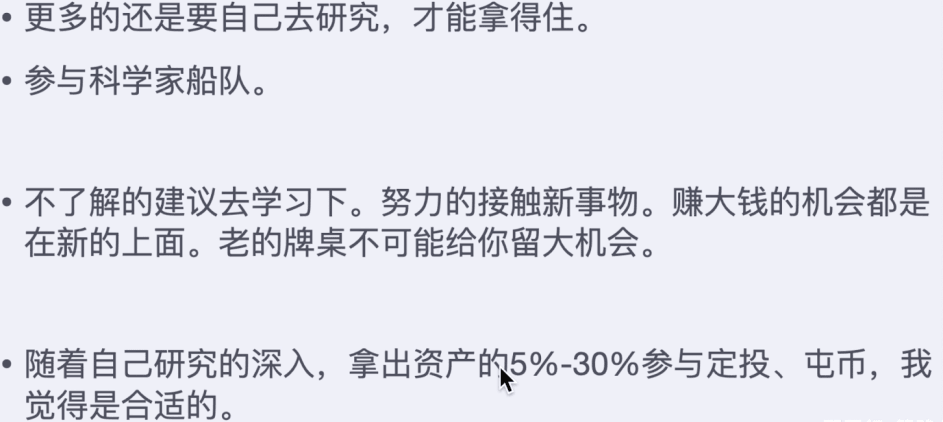 • 更多的还是要自己去研究，才能拿得住。
• 参与科学家船队。
• 不了解的建议去学习下。努力的接触新事物。赚大钱的机会都是
在新的上面。老的牌桌不可能给你留大机会。
• 随着自己研究的深入，拿出资产的5%-30%参与定投、屯币，我
觉得是合适的。